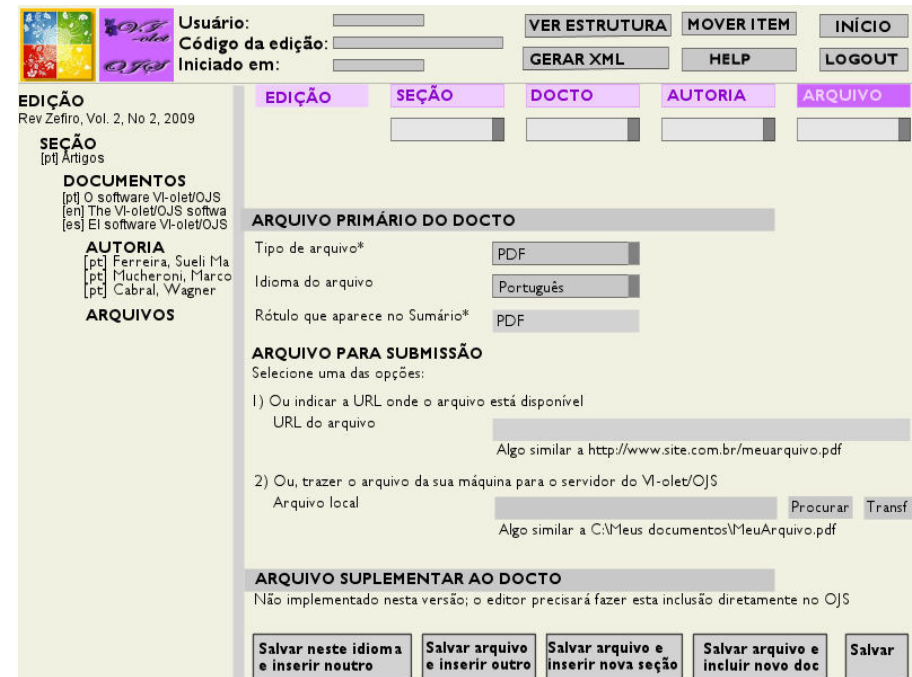 V.I.
-olet
OJS
Usuário:
Código da edição:
Iniciado em:
VER ESTRUTURA
MOVER ITEM
INÍCIO
GERAR XML
HELP
LOGOUT
EDIÇÃO
Rev Zefiro, Vol. 2, No 2, 2009
SEÇÃO
[pt] Artigos
DOCUMENTOS
[pt] O software VI-olet/OJS
[en] The VI-olet/OJS softwa
[es] El software VI-olet/OJS
AUTORIA
[pt] Ferreira, Sueli Ma
[pt] Mucheroni, Marco
[pt] Cabral, Wagner
ARQUIVOS
EDIÇÃO
SEÇÃO
DOCTO
AUTORIA
ARQUIVO
ARQUIVO PRIMÁRIO DO DOCTO
Tipo de arquivo*
PDF
Idioma do arquivo
Português
Rótulo que aparece no Sumário*
PDF
ARQUIVO PARA SUBMISSÃO
Selecione uma das opções:
1) Ou indicar a URL onde o arquivo está disponível
URL do arquivo
Algo similar a http://www.site.com.br/meuarquivo.pdf
2) Ou, trazer o arquivo da sua máquina para o servidor do VI-olet/OJS
Arquivo local
Procurar
Transf
Algo similar a C:\Meus documentos\MeuArquivo.pdf
ARQUIVO SUPLEMENTAR AO DOCTO
Não implementado nesta versão; o editor precisará fazer esta inclusão diretamente no OJS
Salvar neste idioma
e inserir noutro
Salvar arquivo
e inserir outro
Salvar arquivo e
inserir nova seção
Salvar arquivo e
incluir novo doc
Salvar